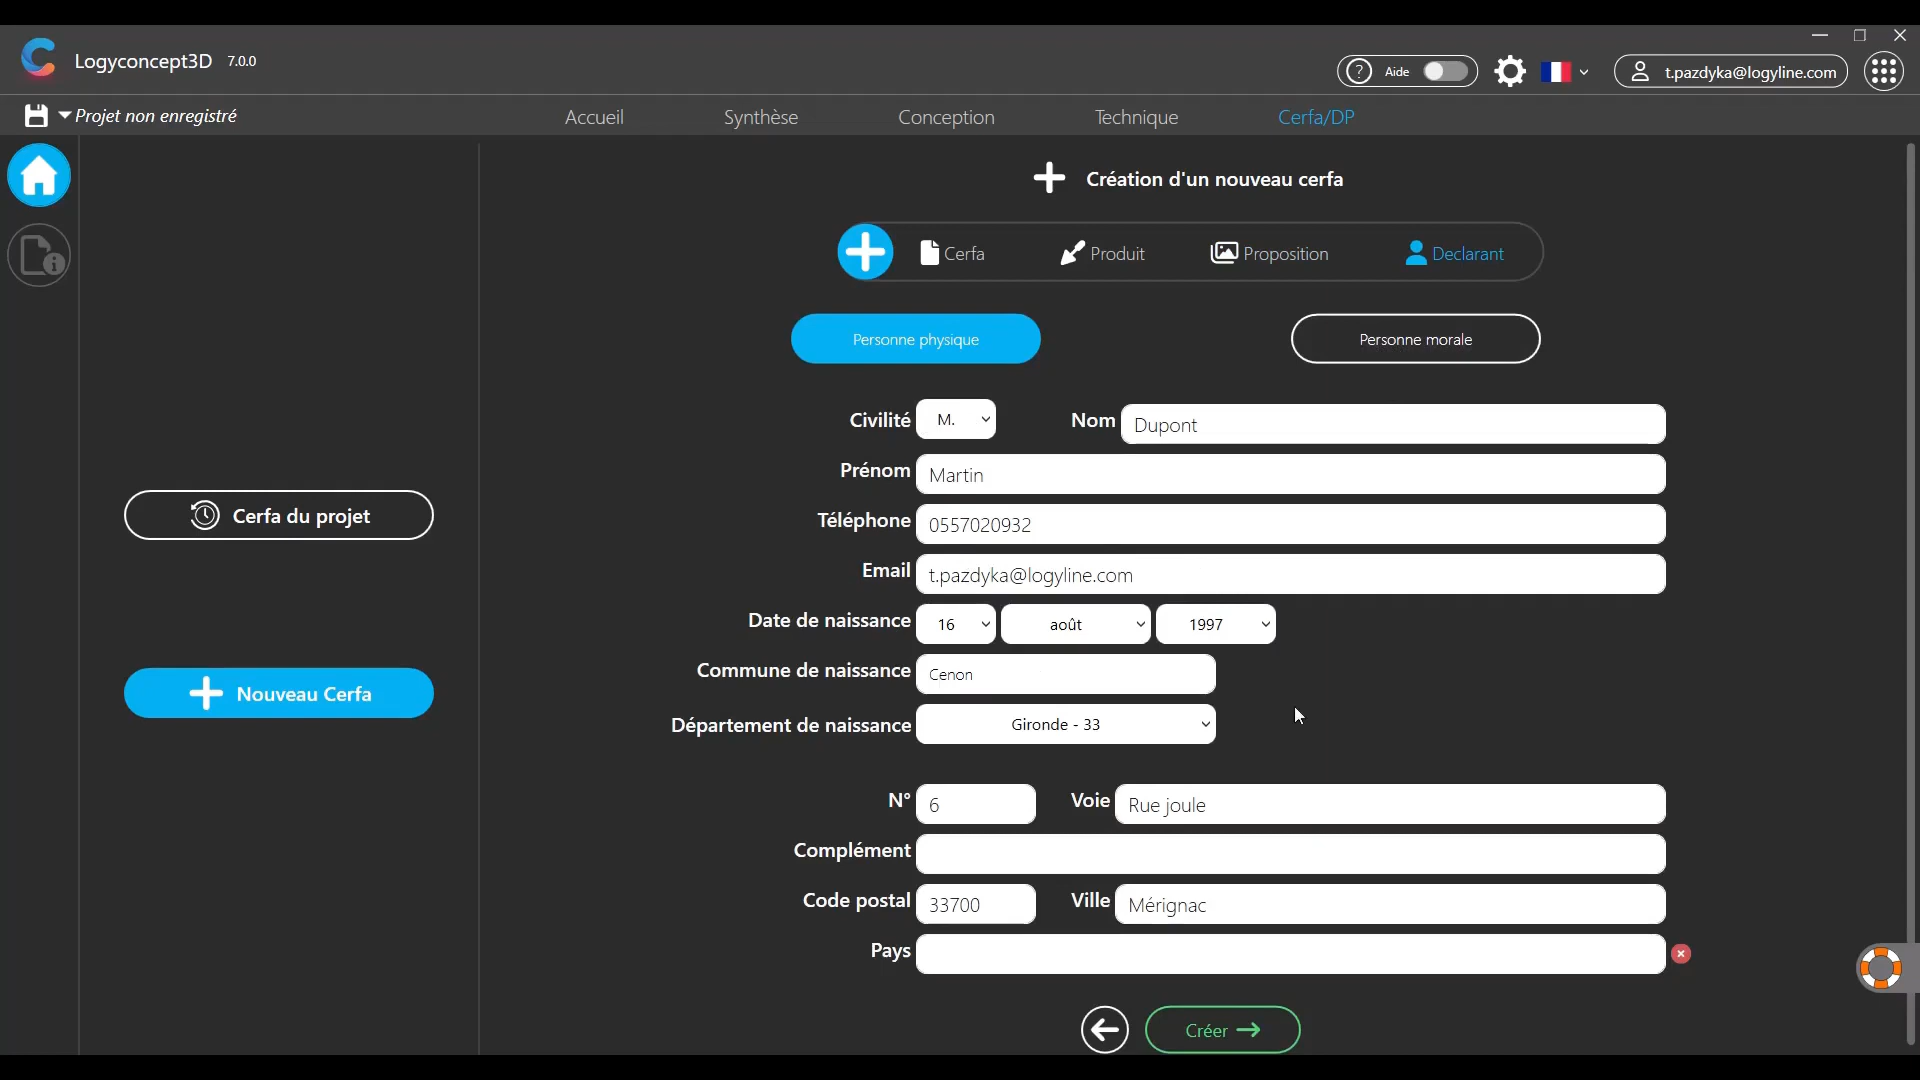 Logyconcept3D 7.0.0
? Aide
t.pazdyka@logyline.com
Projet non enregistré
Accueil Synthèse Conception Technique Cerfa/DP
Création d'un nouveau cerfa
Cerfa Produit Proposition Declarant
Personne physique Personne morale
Civilité M. Nom Dupont
Prénom Martin
Téléphone 0557020932
Email t.pazdyka@logyline.com
Date de naissance 16 août 1997
Commune de naissance Cenon
Département de naissance Gironde - 33
N° 6 Voie Rue joule
Complément
Code postal 33700 Ville Mérignac
Pays
Créer
Cerfa du projet
Nouveau Cerfa